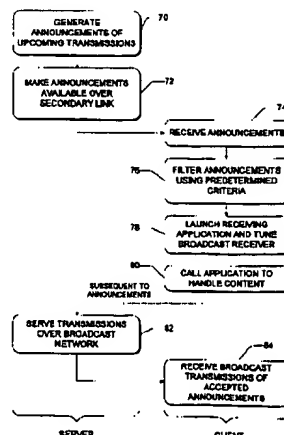 GENERATE
ANNOUNCEMENTS OF
UPCOMING TRANSMISSIONS
70
MAKE ANNOUNCEMENTS
AVAILABLE OVER
SECONDARY LINK
72
74
RECEIVE ANNOUNCEMENTS
76
FILTER ANNOUNCEMENTS
USING PREDETERMINED
CRITERIA
78
LAUNCH RECEIVING
APPLICATION AND TUNE
BROADCAST RECEIVER
80
CALL APPLICATION TO
HANDLE CONTENT
SUBSEQUENT TO
ANNOUNCEMENTS
SERVE TRANSMISSIONS
OVER BROADCAST
NETWORK
82
84
RECEIVE BROADCAST
TRANSMISSIONS OF
ACCEPTED
ANNOUNCEMENTS
SERVER
CLIENT